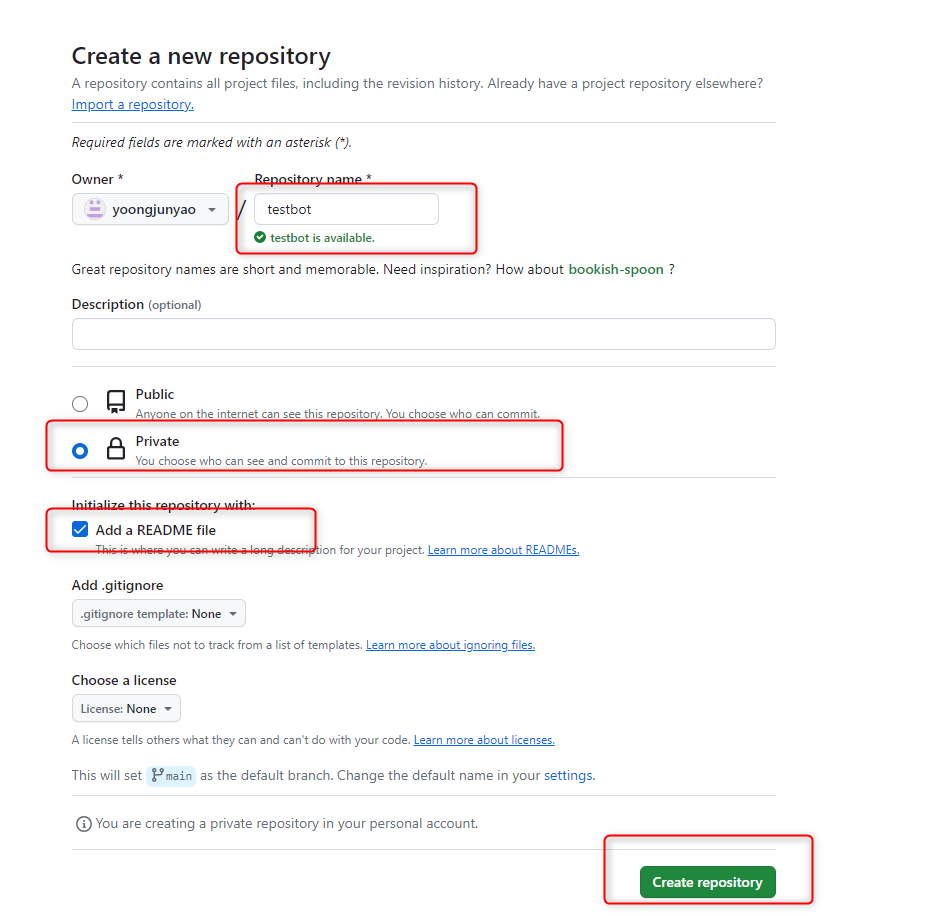 Create a new repository
A repository contains all project files, including the revision history. Already have a project repository elsewhere?
Import a repository.
Required fields are marked with an asterisk (*).
Owner *
Repository name *
yoongjunyao
/
testbot
testbot is available.
Great repository names are short and memorable. Need inspiration? How about bookish-spoon ?
Description (optional)
Public
Anyone on the internet can see this repository. You choose who can commit.
Private
You choose who can see and commit to this repository.
Initialize this repository with:
Add a README file
This is where you can write a long description for your project. Learn more about READMEs.
Add .gitignore
.gitignore template: None
Choose which files not to track from a list of templates. Learn more about ignoring files.
Choose a license
License: None
A license tells others what they can and can't do with your code. Learn more about licenses.
This will set main as the default branch. Change the default name in your settings.
You are creating a private repository in your personal account.
Create repository